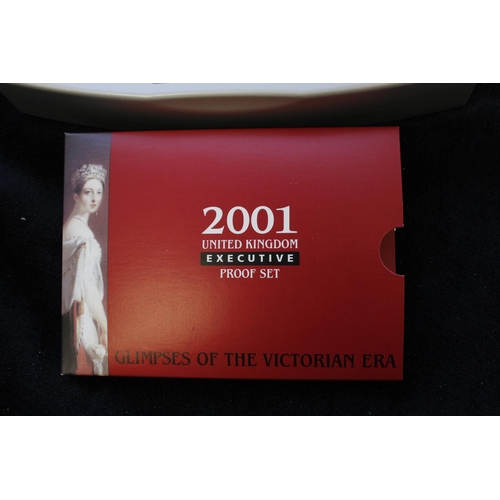 2001
UNITED KINGDOM
EXECUTIVE
PROOF SET
GLIMPSES OF THE VICTORIAN ERA